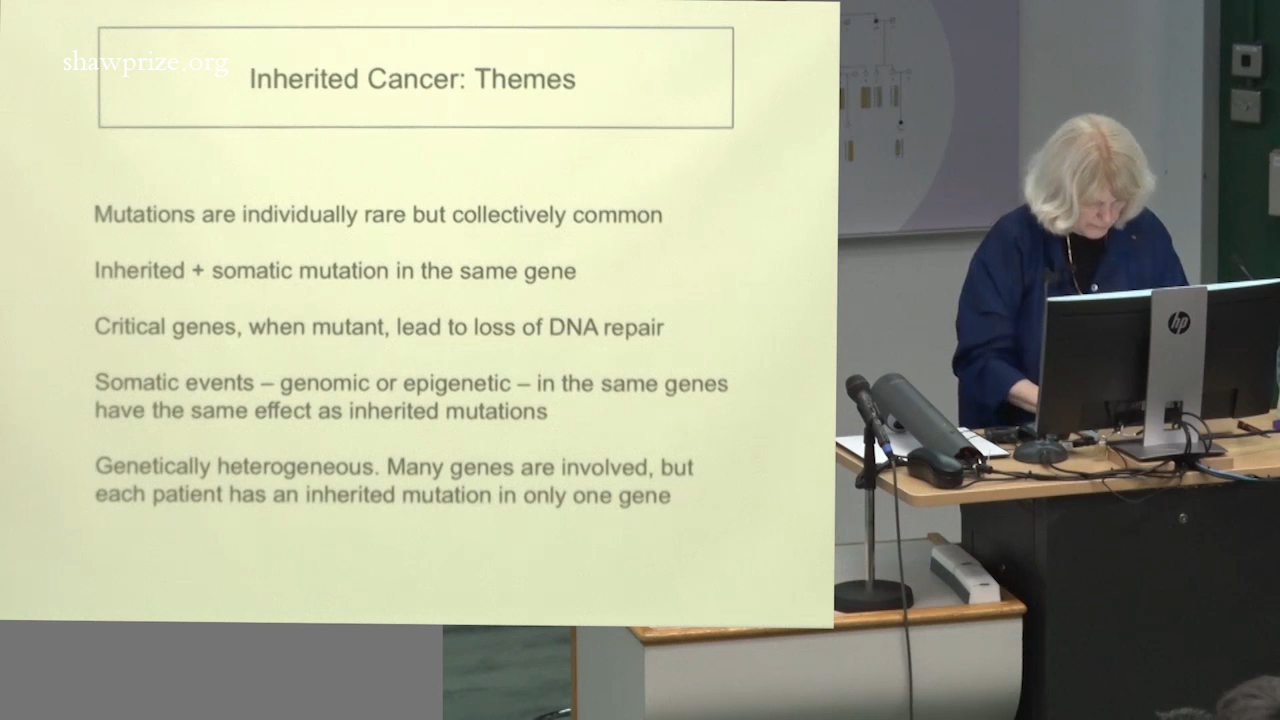 shawprize.org
Inherited Cancer: Themes
Mutations are individually rare but collectively common
Inherited + somatic mutation in the same gene
Critical genes, when mutant, lead to loss of DNA repair
Somatic events – genomic or epigenetic – in the same genes
have the same effect as inherited mutations
Genetically heterogeneous. Many genes are involved, but
each patient has an inherited mutation in only one gene
hp